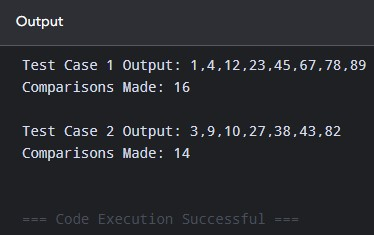 Output
Test Case 1 Output: 1,4,12,23,45,67,78,89
Comparisons Made: 16
Test Case 2 Output: 3,9,10,27,38,43,82
Comparisons Made: 14
=== Code Execution Successful ===